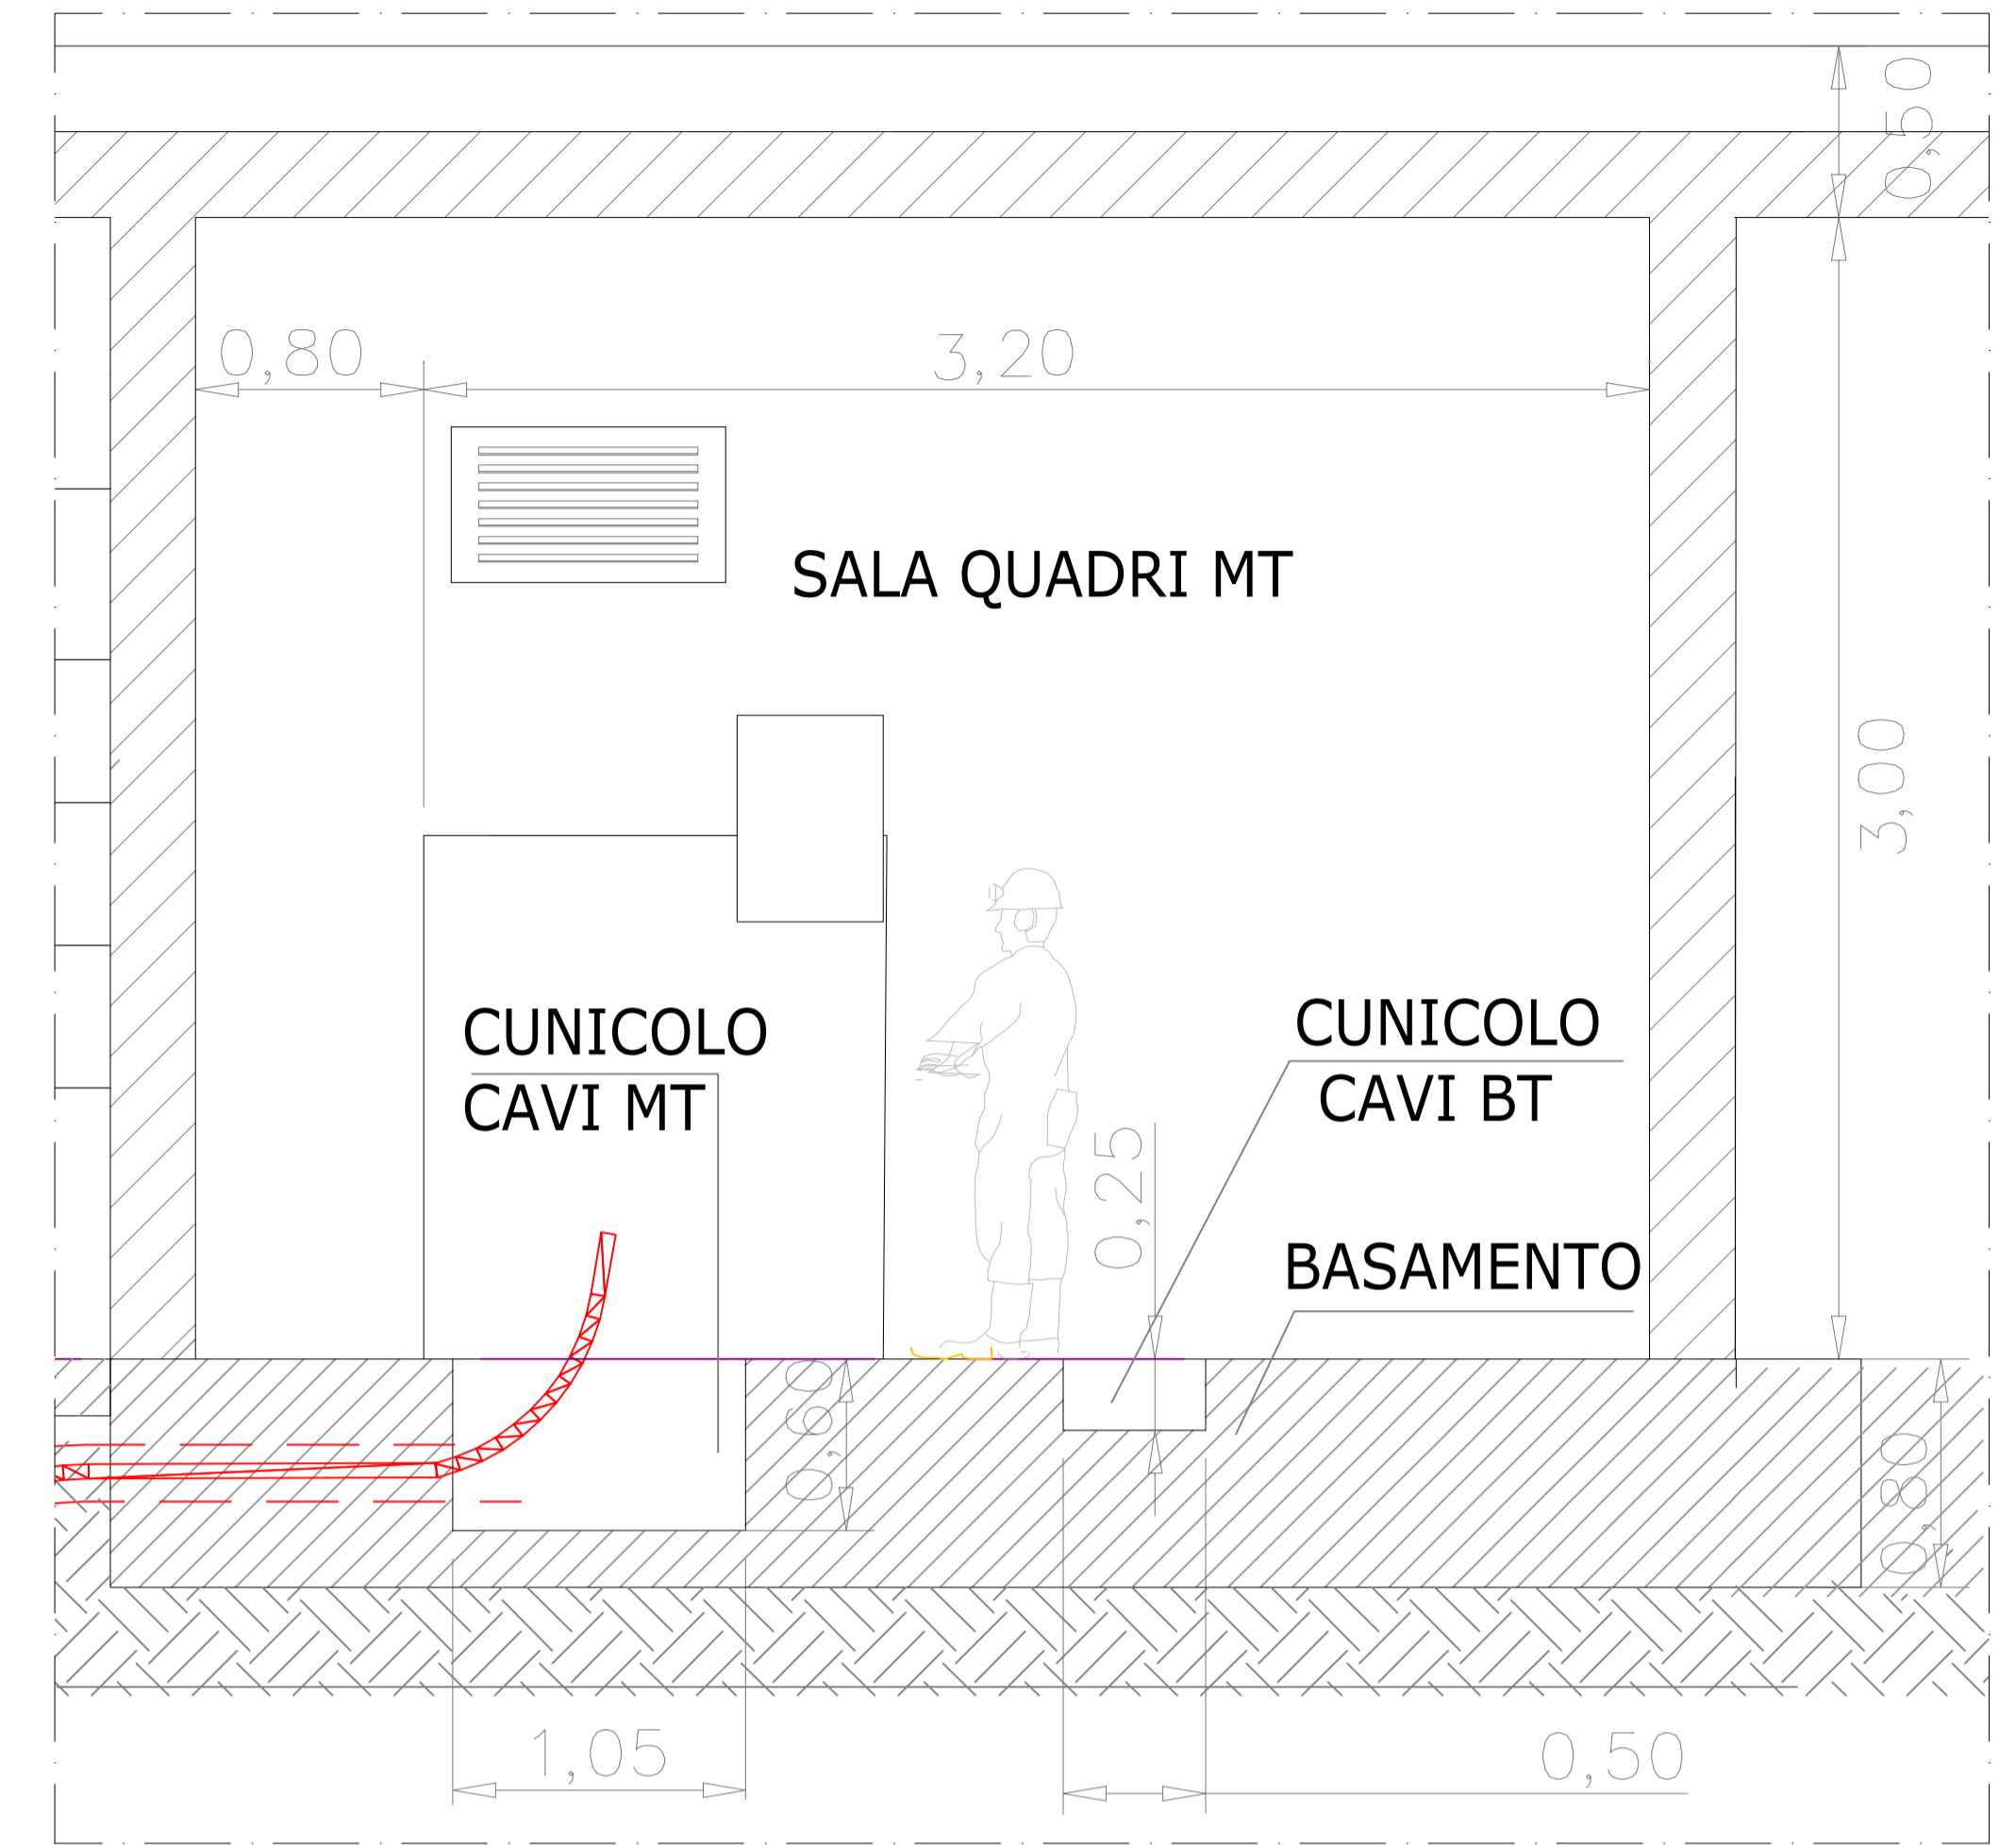 0,50
0,80
3,20
SALA QUADRI MT
3,00
CUNICOLO
CAVI MT
CUNICOLO
CAVI BT
0,25
BASAMENTO
0,60
0,80
1,05
0,50